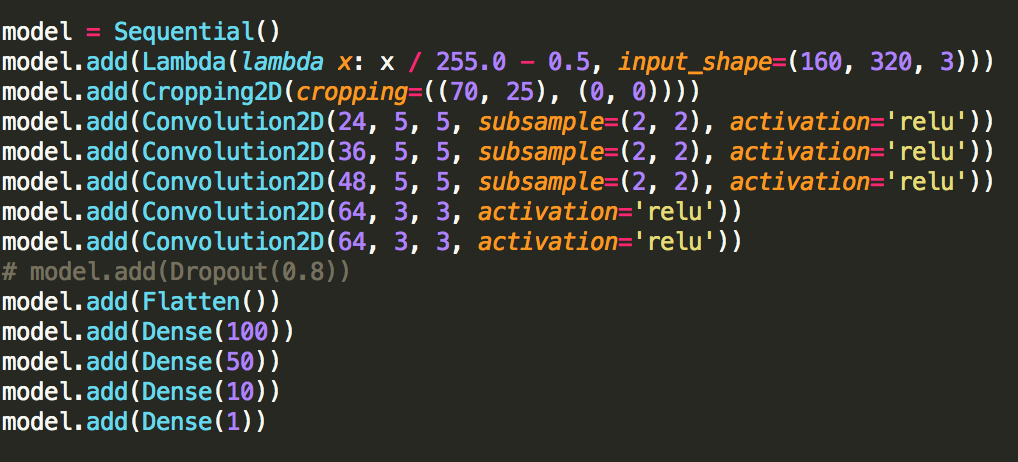 model = Sequential()
model.add(Lambda(lambda x: x / 255.0 - 0.5, input_shape=(160, 320, 3)))
model.add(Cropping2D(cropping=((70, 25), (0, 0))))
model.add(Convolution2D(24, 5, 5, subsample=(2, 2), activation='relu'))
model.add(Convolution2D(36, 5, 5, subsample=(2, 2), activation='relu'))
model.add(Convolution2D(48, 5, 5, subsample=(2, 2), activation='relu'))
model.add(Convolution2D(64, 3, 3, activation='relu'))
model.add(Convolution2D(64, 3, 3, activation='relu'))
# model.add(Dropout(0.8))
model.add(Flatten())
model.add(Dense(100))
model.add(Dense(50))
model.add(Dense(10))
model.add(Dense(1))